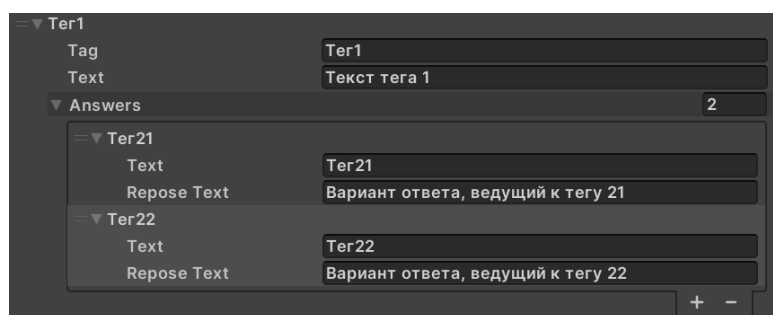 Тег1
Tag Тег1
Text Текст тега 1
Answers 2
Тег21
Text Тег21
Repose Text Вариант ответа, ведущий к тегу 21
Тег22
Text Тег22
Repose Text Вариант ответа, ведущий к тегу 22
+ −